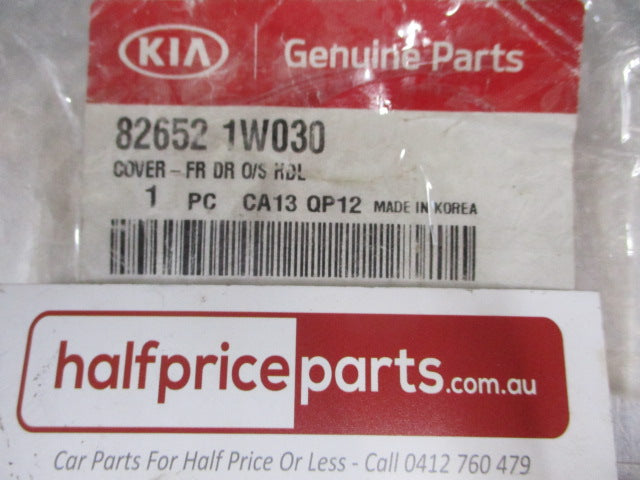 KIA Genuine Parts
82652 1W030
COVER - FR DR O/S HDL
1 PC CA13 QP12 MADE IN KOREA
halfpriceparts.com.au
Car Parts For Half Price Or Less - Call 0412 760 479